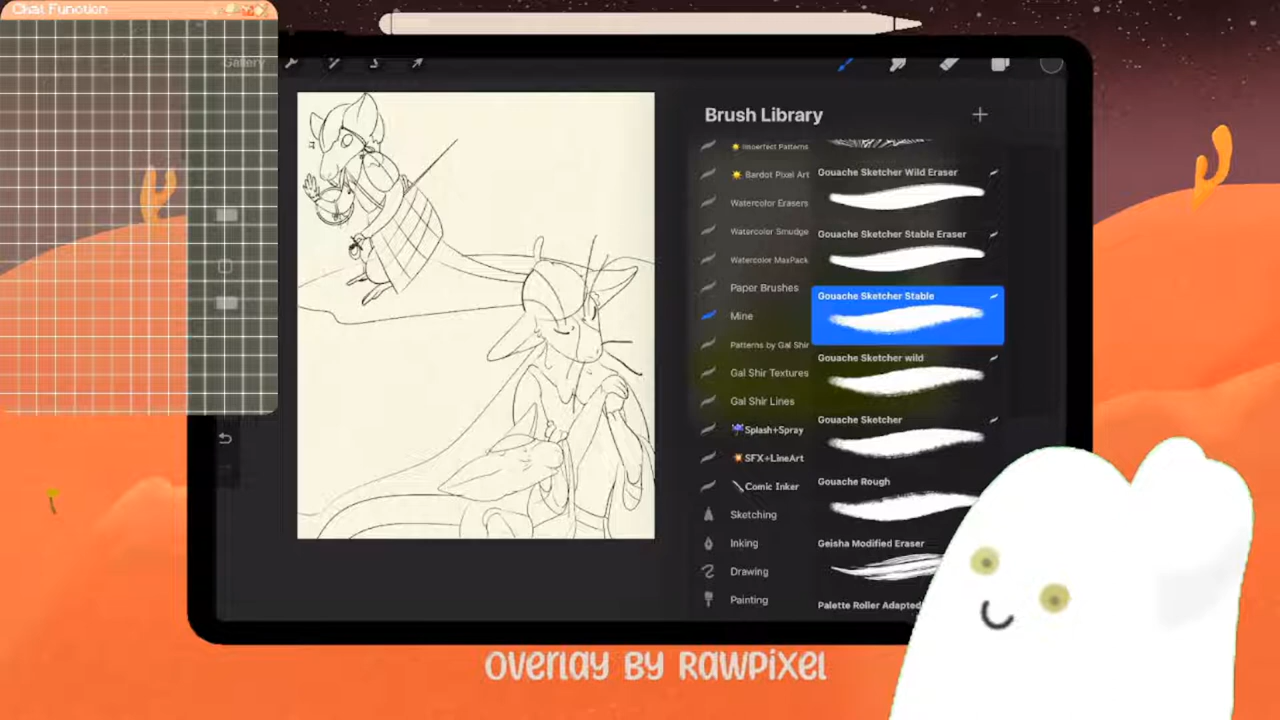 Chat Function
Gallery
Brush Library
Imperfect Patterns
Bardot Pixel Art
Watercolor Erasers
Watercolor Smudge
Watercolor MaxPack
Paper Brushes
Mine
Patterns by Gal Shir
Gal Shir Textures
Gal Shir Lines
Splash+Spray
SFX+LineArt
Comic Inker
Sketching
Inking
Drawing
Painting
Gouache Sketcher Wild Eraser
Gouache Sketcher Stable Eraser
Gouache Sketcher Stable
Gouache Sketcher wild
Gouache Sketcher
Gouache Rough
Geisha Modified Eraser
Palette Roller Adapted
OVERLAY BY RAWPIXEL